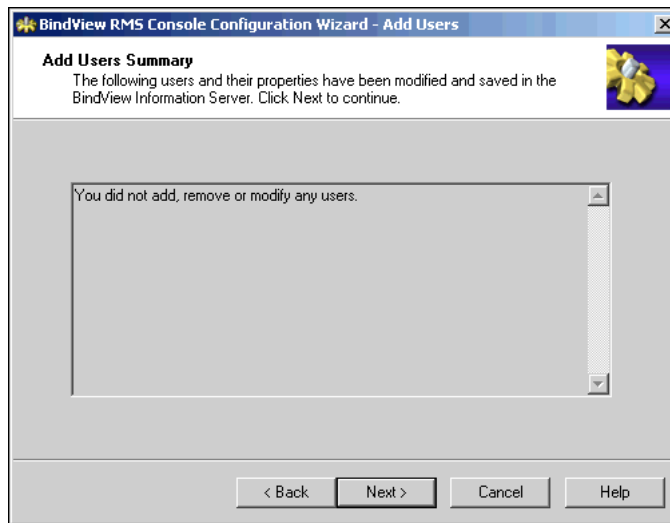 BindView RMS Console Configuration Wizard - Add Users
Add Users Summary
The following users and their properties have been modified and saved in the
BindView Information Server. Click Next to continue.
You did not add, remove or modify any users.
< Back
Next >
Cancel
Help